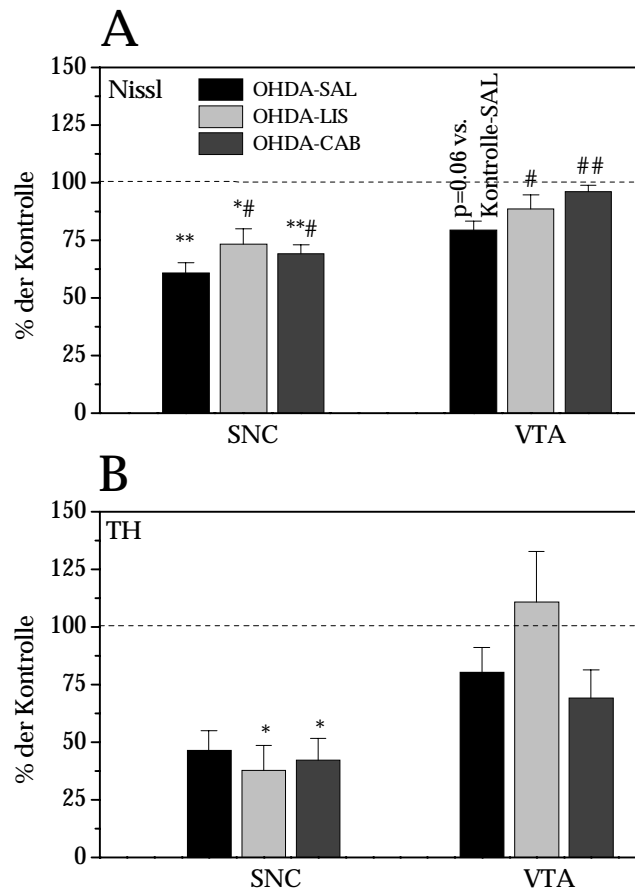 A
150
125
100
75
50
25
0
% der Kontrolle
Nissl
OHDA-SAL
OHDA-LIS
OHDA-CAB
**
*#
**#
p=0.06 vs.
Kontrolle-SAL
#
##
SNC
VTA
B
150
125
100
75
50
25
0
% der Kontrolle
TH
*
*
SNC
VTA